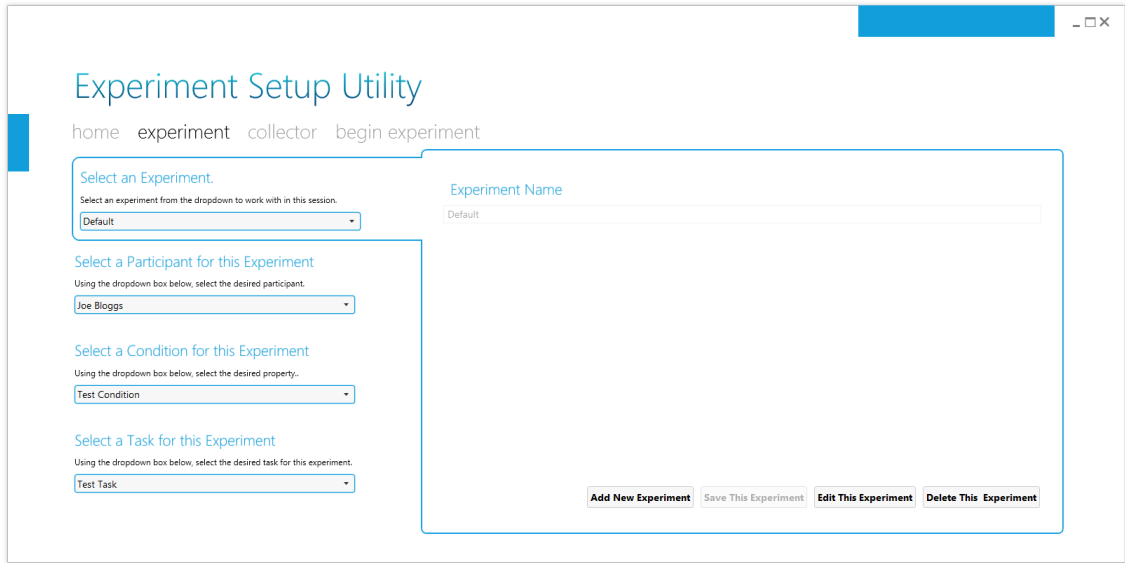 Experiment Setup Utility
home experiment collector begin experiment
Select an Experiment.
Select an experiment from the dropdown to work with in this session.
Default
Select a Participant for this Experiment
Using the dropdown box below, select the desired participant.
Joe Bloggs
Select a Condition for this Experiment
Using the dropdown box below, select the desired property..
Test Condition
Select a Task for this Experiment
Using the dropdown box below, select the desired task for this experiment.
Test Task
Experiment Name
Default
Add New Experiment Save This Experiment Edit This Experiment Delete This  Experiment